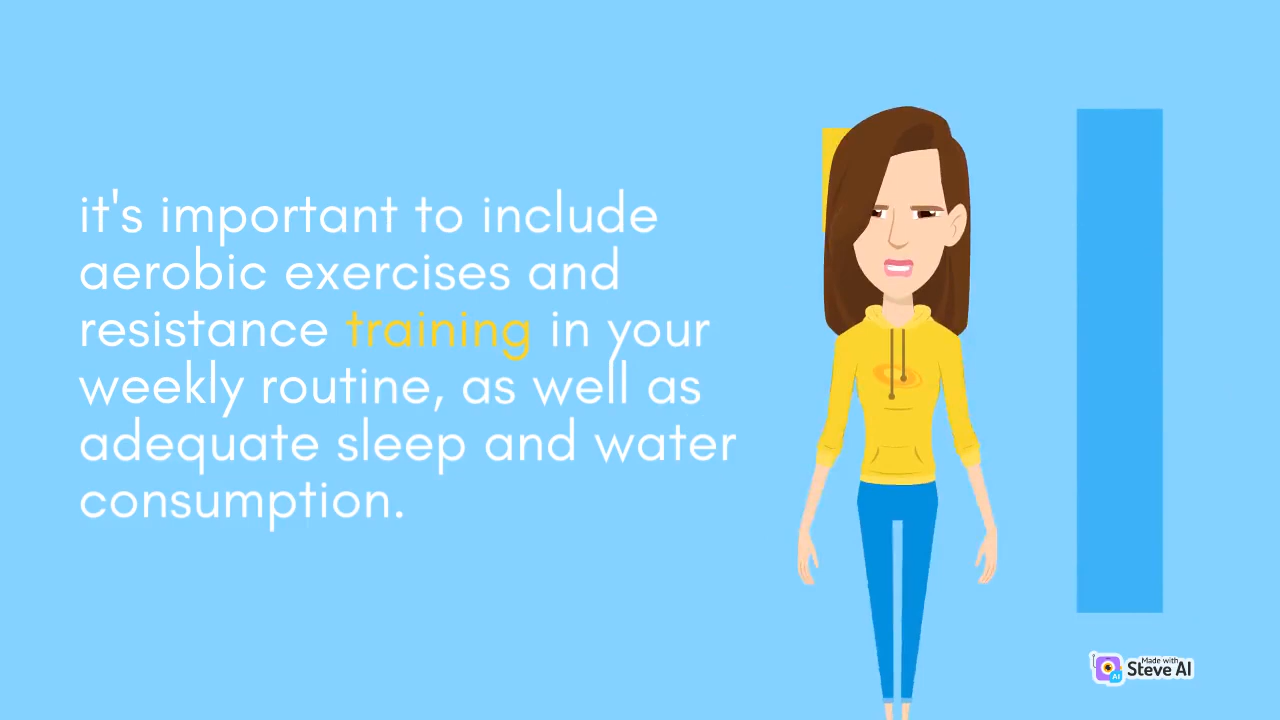 it's important to include
aerobic exercises and
resistance training in your
weekly routine, as well as
adequate sleep and water
consumption.
Made with
Steve AI
AI